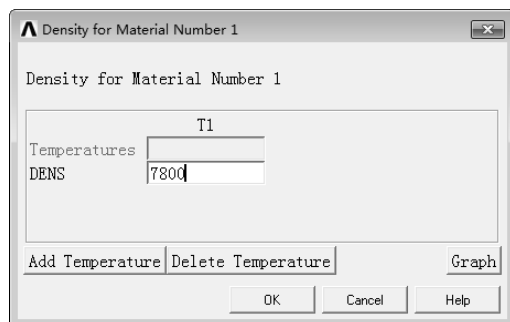 Density for Material Number 1
Density for Material Number 1
T1
Temperatures
DENS 7800
Add Temperature Delete Temperature Graph
OK Cancel Help